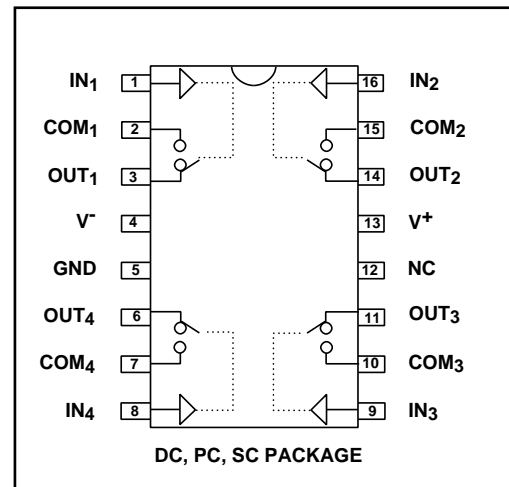 IN1 1 16 IN2
COM1 2 15 COM2
OUT1 3 14 OUT2
V- 4 13 V+
GND 5 12 NC
OUT4 6 11 OUT3
COM4 7 10 COM3
IN4 8 9 IN3
DC, PC, SC PACKAGE